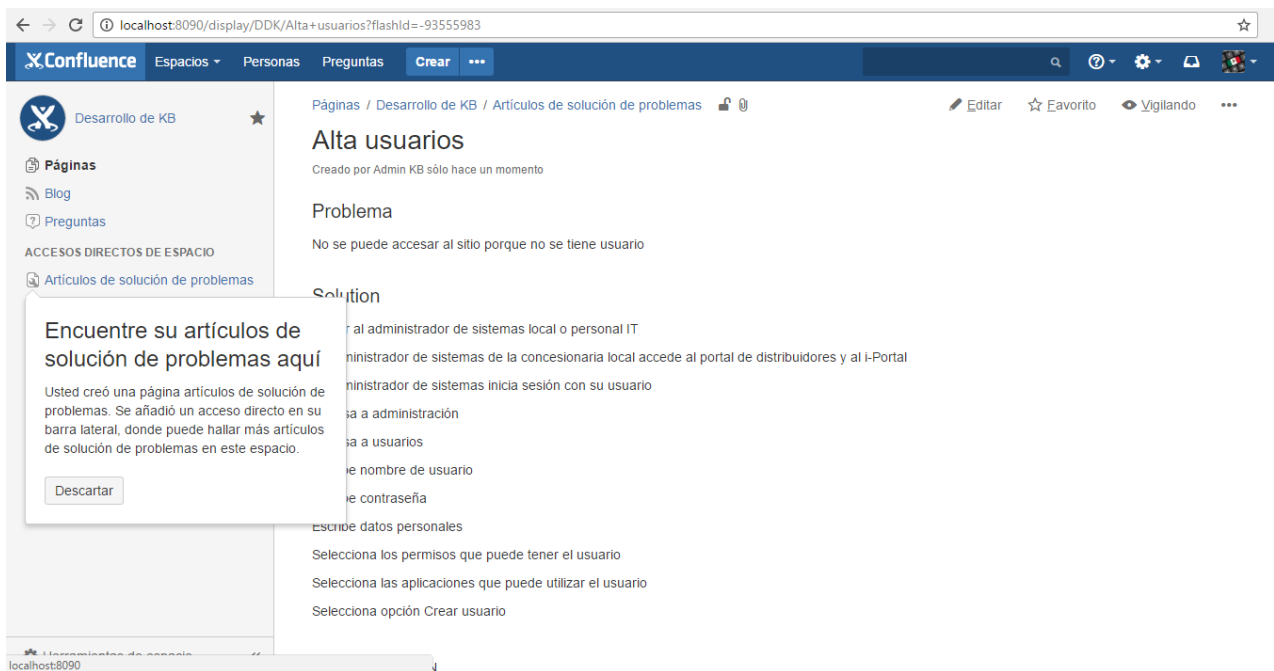 localhost:8090/display/DDK/Alta+usuarios?flashId=-93555983
Confluence Espacios Personas Preguntas Crear •••
Desarrollo de KB
Páginas
Blog
Preguntas
ACCESOS DIRECTOS DE ESPACIO
Artículos de solución de problemas
Encuentre su artículos de
solución de problemas aquí
Usted creó una página artículos de solución de
problemas. Se añadió un acceso directo en su
barra lateral, donde puede hallar más artículos
de solución de problemas en este espacio.
Descartar
localhost:8090
Páginas / Desarrollo de KB / Artículos de solución de problemas
Editar Favorito Vigilando •••
Alta usuarios
Creado por Admin KB sólo hace un momento
Problema
No se puede accesar al sitio porque no se tiene usuario
Solution
al administrador de sistemas local o personal IT
de sistemas de la concesionaria local accede al portal de distribuidores y al i-Portal
de sistemas inicia sesión con su usuario
a administración
a usuarios
nombre de usuario
contraseña
Escribe datos personales
Selecciona los permisos que puede tener el usuario
Selecciona las aplicaciones que puede utilizar el usuario
Selecciona opción Crear usuario